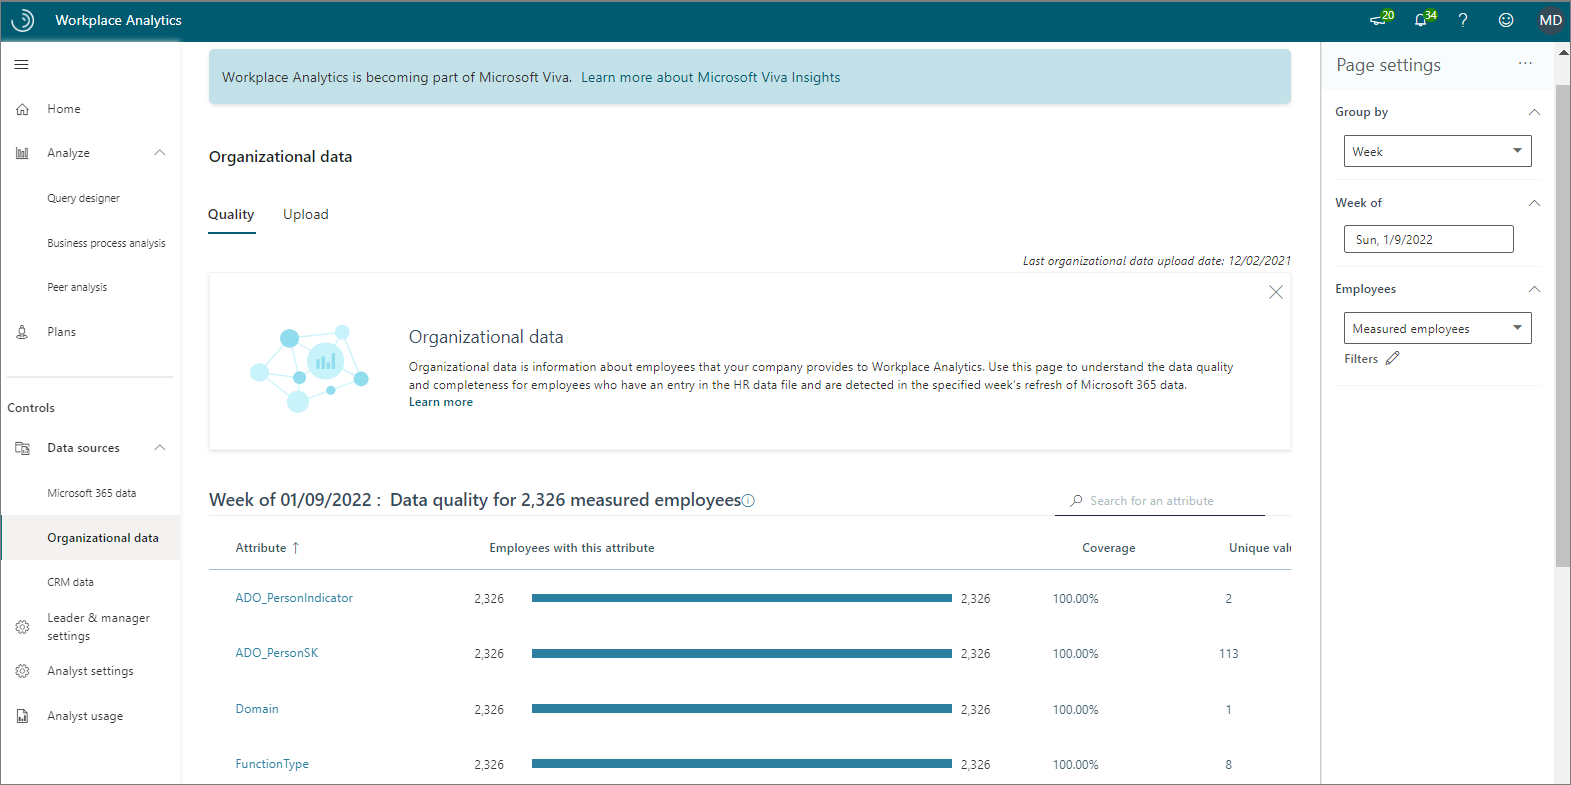 Workplace Analytics
20
34
?
MD
Home
Analyze
Query designer
Business process analysis
Peer analysis
Plans
Controls
Data sources
Microsoft 365 data
Organizational data
CRM data
Leader & manager
settings
Analyst settings
Analyst usage
Workplace Analytics is becoming part of Microsoft Viva. Learn more about Microsoft Viva Insights
Organizational data
Quality Upload
Last organizational data upload date: 12/02/2021
Organizational data
Organizational data is information about employees that your company provides to Workplace Analytics. Use this page to understand the data quality
and completeness for employees who have an entry in the HR data file and are detected in the specified week's refresh of Microsoft 365 data.
Learn more
Week of 01/09/2022 : Data quality for 2,326 measured employees
Search for an attribute
Attribute ↑ Employees with this attribute Coverage Unique valu
ADO_PersonIndicator 2,326 2,326 100.00% 2
ADO_PersonSK 2,326 2,326 100.00% 113
Domain 2,326 2,326 100.00% 1
FunctionType 2,326 2,326 100.00% 8
Page settings ...
Group by
Week
Week of
Sun, 1/9/2022
Employees
Measured employees
Filters